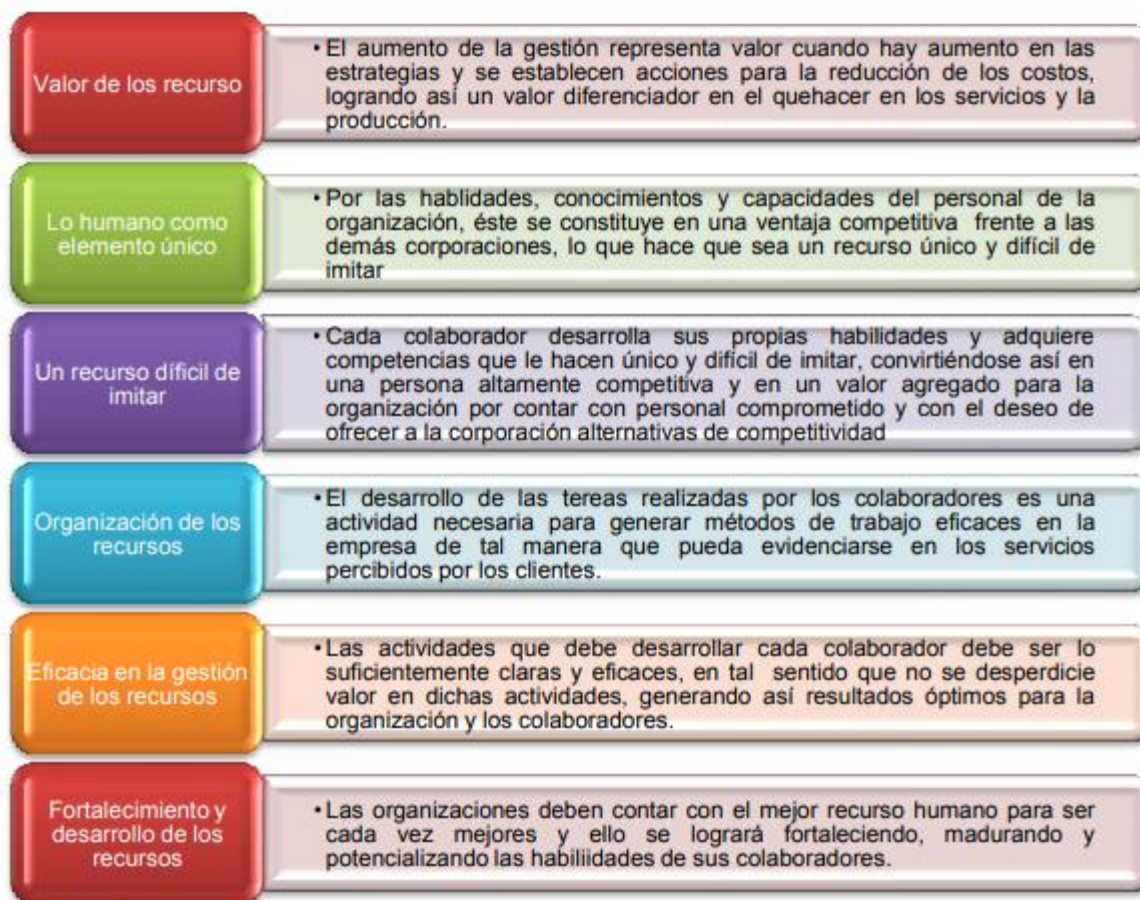 Valor de los recurso
• El aumento de la gestión representa valor cuando hay aumento en las
estrategias y se establecen acciones para la reducción de los costos,
logrando así un valor diferenciador en el quehacer en los servicios y la
producción.
Lo humano como
elemento único
• Por las hablidades, conocimientos y capacidades del personal de la
organización, éste se constituye en una ventaja competitiva frente a las
demás corporaciones, lo que hace que sea un recurso único y difícil de
imitar
Un recurso díficil de
imitar
• Cada colaborador desarrolla sus propias habilidades y adquiere
competencias que le hacen único y difícil de imitar, convirtiéndose así en
una persona altamente competitiva y en un valor agregado para la
organización por contar con personal comprometido y con el deseo de
ofrecer a la corporación alternativas de competitividad
Organización de los
recursos
• El desarrollo de las tereas realizadas por los colaboradores es una
actividad necesaria para generar métodos de trabajo eficaces en la
empresa de tal manera que pueda evidenciarse en los servicios
percibidos por los clientes.
Eficacia en la gestión
de los recursos
• Las actividades que debe desarrollar cada colaborador debe ser lo
suficientemente claras y eficaces, en tal sentido que no se desperdicie
valor en dichas actividades, generando así resultados óptimos para la
organización y los colaboradores.
Fortalecimiento y
desarrollo de los
recursos
• Las organizaciones deben contar con el mejor recurso humano para ser
cada vez mejores y ello se logrará fortaleciendo, madurando y
potencializando las habiliidades de sus colaboradores.